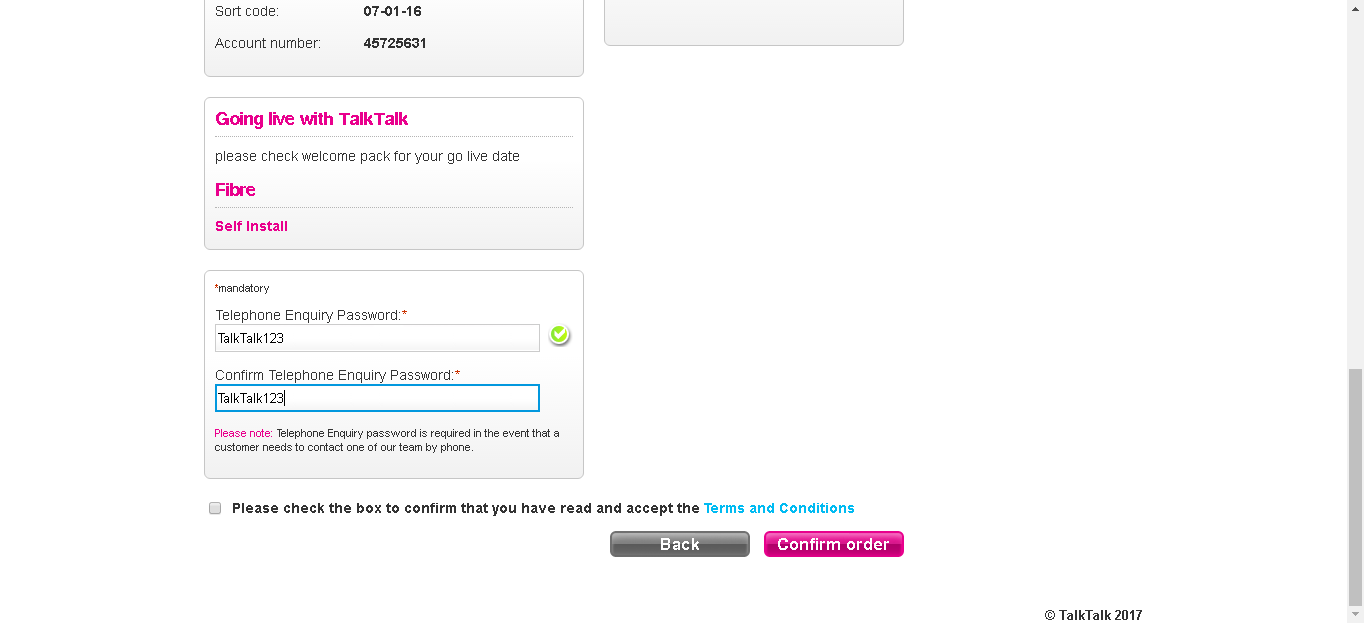 Sort code: 07-01-16
Account number: 45725631
Going live with TalkTalk
please check welcome pack for your go live date
Fibre
Self Install
*mandatory
Telephone Enquiry Password:*
TalkTalk123
Confirm Telephone Enquiry Password:*
TalkTalk123
Please note: Telephone Enquiry password is required in the event that a
customer needs to contact one of our team by phone.
Please check the box to confirm that you have read and accept the Terms and Conditions
Back Confirm order
© TalkTalk 2017